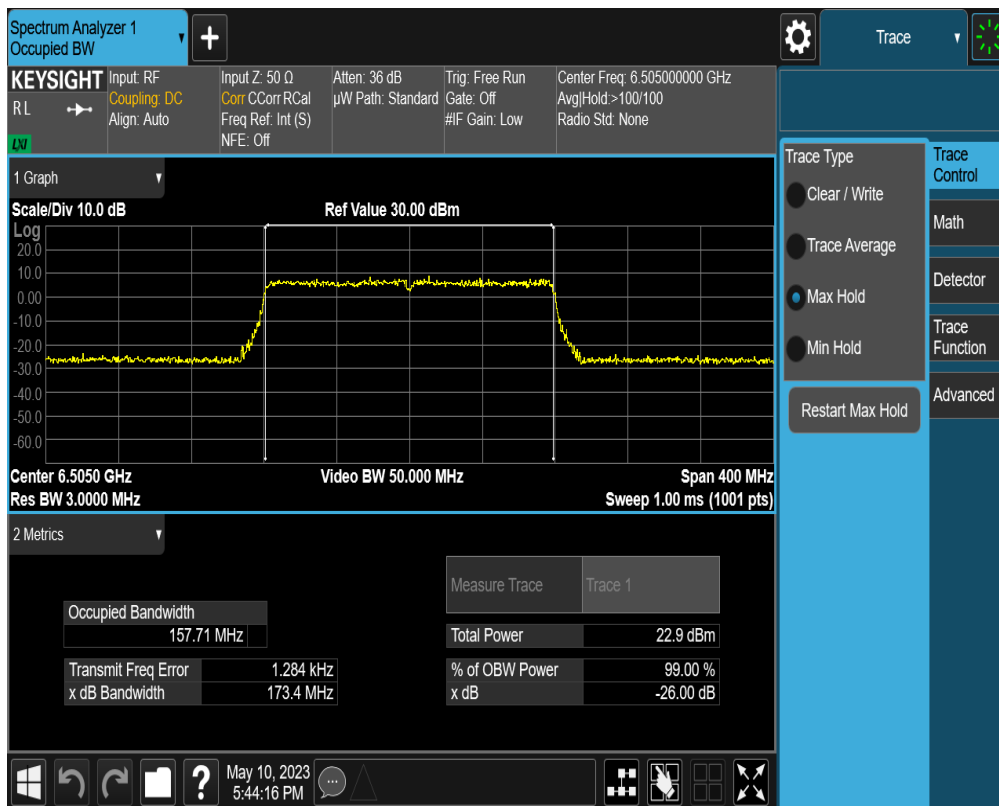 Spectrum Analyzer 1
Occupied BW
+
Trace
KEYSIGHT
R L
LXI
Input: RF
Coupling: DC
Align: Auto
Input Z: 50 Ω
Corr CCorr RCal
Freq Ref: Int (S)
NFE: Off
Atten: 36 dB
µW Path: Standard
Trig: Free Run
Gate: Off
#IF Gain: Low
Center Freq: 6.505000000 GHz
Avg|Hold:>100/100
Radio Std: None
1 Graph
Scale/Div 10.0 dB
Ref Value 30.00 dBm
Log
20.0
10.0
0.00
-10.0
-20.0
-30.0
-40.0
-50.0
-60.0
Center 6.5050 GHz
Video BW 50.000 MHz
Span 400 MHz
Res BW 3.0000 MHz
Sweep 1.00 ms (1001 pts)
2 Metrics
Measure Trace
Trace 1
Occupied Bandwidth
157.71 MHz
Total Power
22.9 dBm
Transmit Freq Error
1.284 kHz
% of OBW Power
99.00 %
x dB Bandwidth
173.4 MHz
x dB
-26.00 dB
Trace Type
Clear / Write
Trace Average
Max Hold
Min Hold
Restart Max Hold
Trace
Control
Math
Detector
Trace
Function
Advanced
?
May 10, 2023
5:44:16 PM